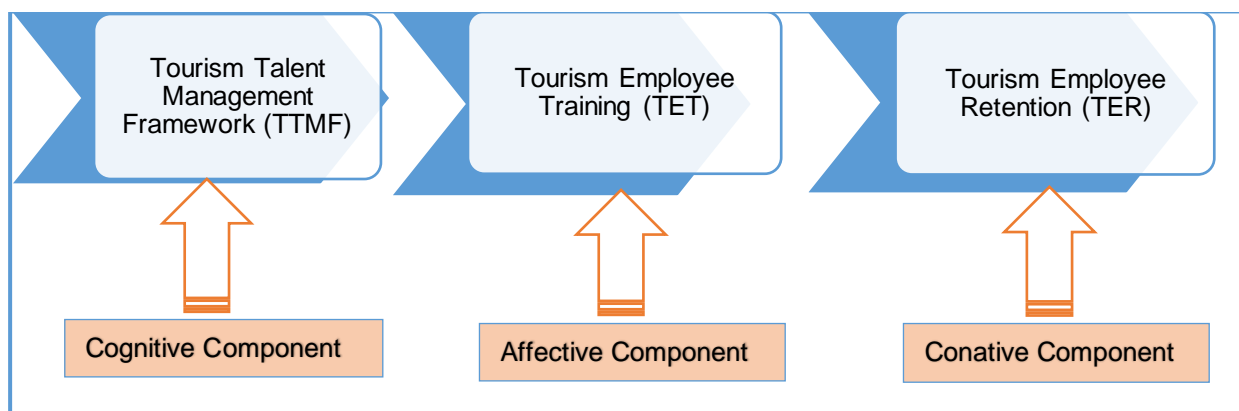 Tourism Talent
Management
Framework (TTMF)
Tourism Employee
Training (TET)
Tourism Employee
Retention (TER)
Cognitive Component
Affective Component
Conative Component